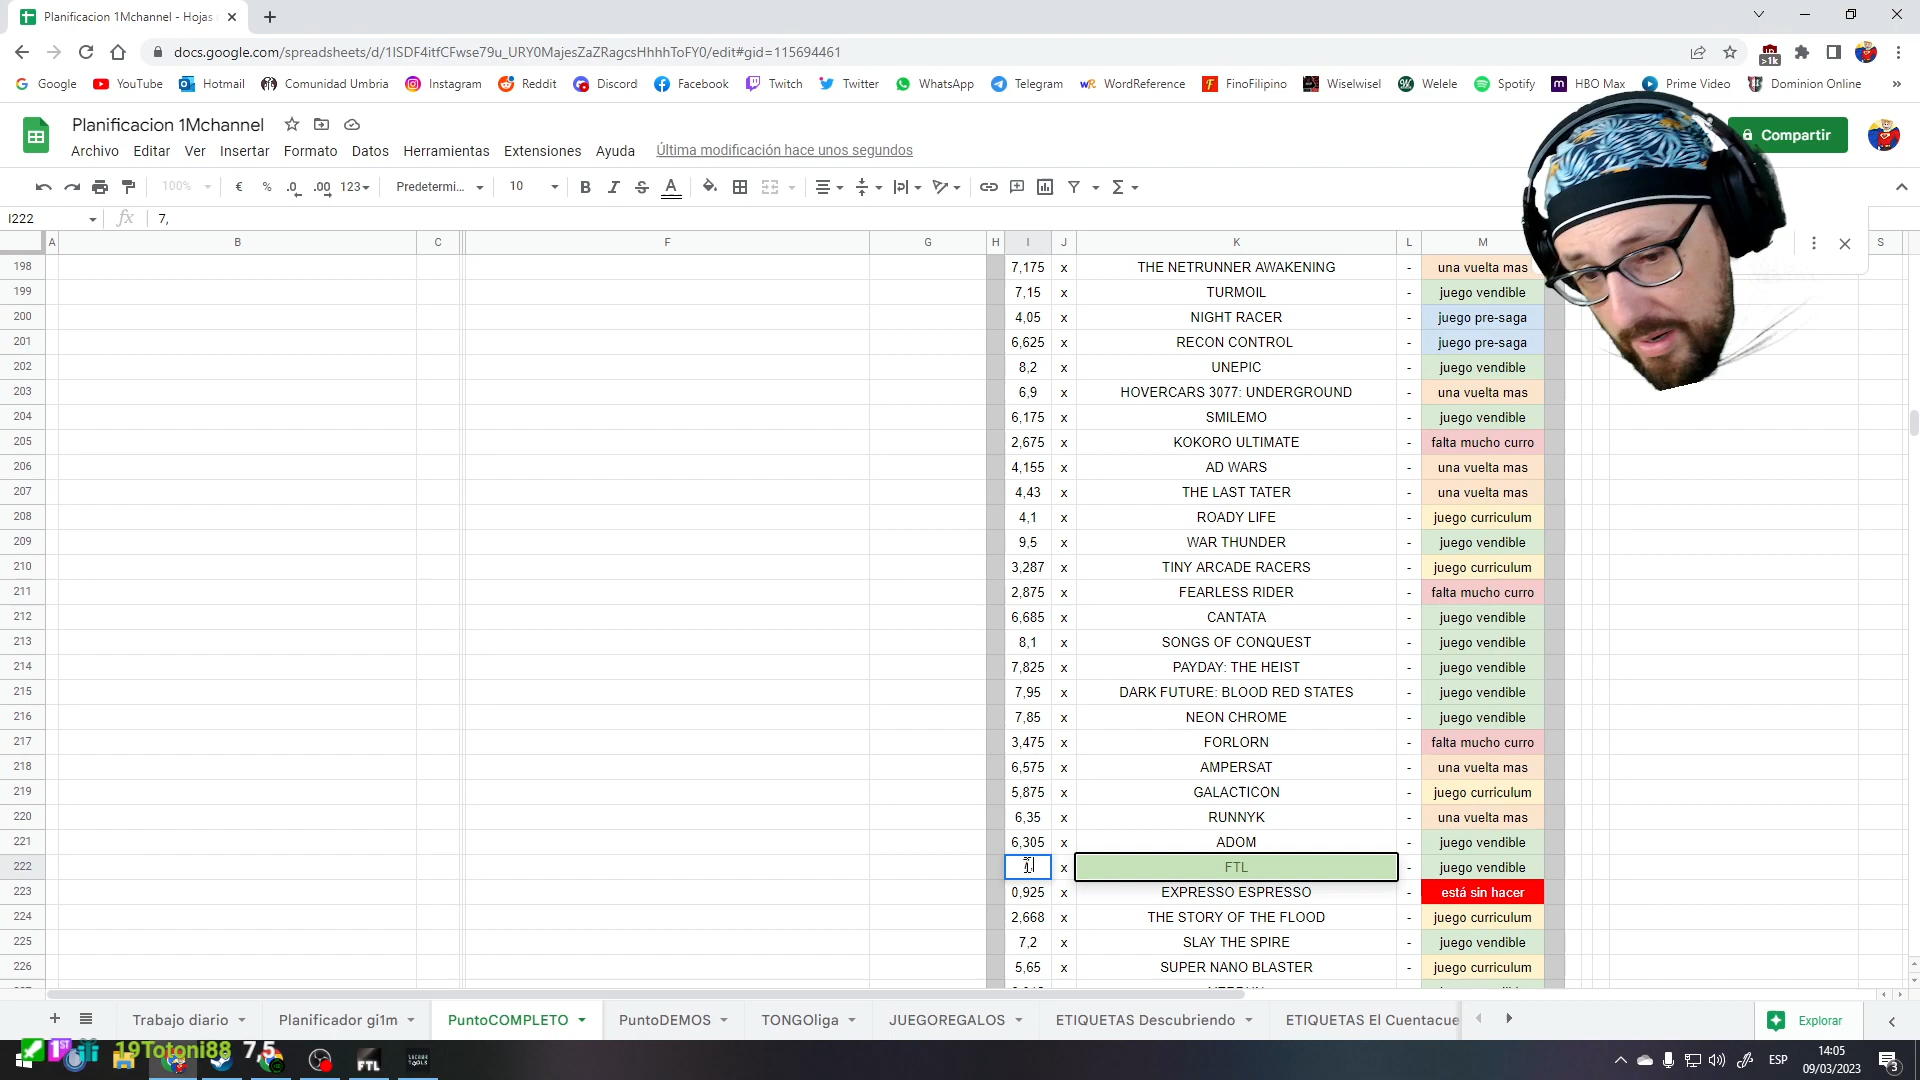 Planificacion 1Mchannel - Hojas
docs.google.com/spreadsheets/d/1ISDF4itfCFwse79u_URY0MajesZaZRagcsHhhhToFY0/edit#gid=115694461
>1k
Google YouTube Hotmail Comunidad Umbria Instagram Reddit Discord Facebook Twitch Twitter WhatsApp Telegram WordReference FinoFilipino Wiselwisel Welele Spotify HBO Max Prime Video Dominion Online »
Planificacion 1Mchannel
Compartir
Archivo Editar Ver Insertar Formato Datos Herramientas Extensiones Ayuda Última modificación hace unos segundos
100% € % .0 .00 123 Predetermi... 10 B I S A Σ
I222 fx 7,
A B C F G H I J K L M S
198 7,175 x THE NETRUNNER AWAKENING - una vuelta mas
199 7,15 x TURMOIL - juego vendible
200 4,05 x NIGHT RACER - juego pre-saga
201 6,625 x RECON CONTROL - juego pre-saga
202 8,2 x UNEPIC - juego vendible
203 6,9 x HOVERCARS 3077: UNDERGROUND - una vuelta mas
204 6,175 x SMILEMO - juego vendible
205 2,675 x KOKORO ULTIMATE - falta mucho curro
206 4,155 x AD WARS - una vuelta mas
207 4,43 x THE LAST TATER - una vuelta mas
208 4,1 x ROADY LIFE - juego curriculum
209 9,5 x WAR THUNDER - juego vendible
210 3,287 x TINY ARCADE RACERS - juego curriculum
211 2,875 x FEARLESS RIDER - falta mucho curro
212 6,685 x CANTATA - juego vendible
213 8,1 x SONGS OF CONQUEST - juego vendible
214 7,825 x PAYDAY: THE HEIST - juego vendible
215 7,95 x DARK FUTURE: BLOOD RED STATES - juego vendible
216 7,85 x NEON CHROME - juego vendible
217 3,475 x FORLORN - falta mucho curro
218 6,575 x AMPERSAT - una vuelta mas
219 5,875 x GALACTICON - juego curriculum
220 6,35 x RUNNYK - una vuelta mas
221 6,305 x ADOM - juego vendible
222 x FTL - juego vendible
223 0,925 x EXPRESSO ESPRESSO - está sin hacer
224 2,668 x THE STORY OF THE FLOOD - juego curriculum
225 7,2 x SLAY THE SPIRE - juego vendible
226 5,65 x SUPER NANO BLASTER - juego curriculum
Trabajo diario Planificador gi1m PuntoCOMPLETO PuntoDEMOS TONGOliga JUEGOREGALOS ETIQUETAS Descubriendo ETIQUETAS El Cuentacue Explorar
1ST 19Totoni88 7,5
FTL
ESP 14:05
09/03/2023
3